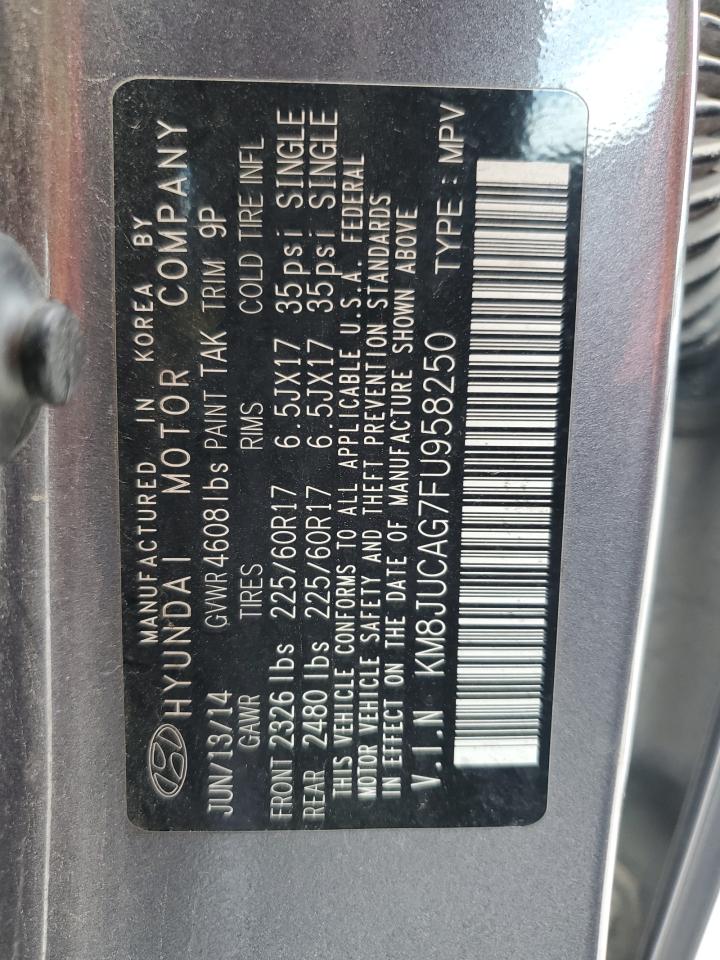 MANUFACTURED IN KOREA BY
HYUNDAI MOTOR COMPANY
JUN/13/14 GVWR 4608 lbs PAINT TAK TRIM 9P
GAWR TIRES RIMS COLD TIRE INFL
FRONT 2326 lbs 225/60R17 6.5JX17 35psi SINGLE
REAR 2480 lbs 225/60R17 6.5JX17 35psi SINGLE
THIS VEHICLE CONFORMS TO ALL APPLICABLE U.S.A. FEDERAL
MOTOR VEHICLE SAFETY AND THEFT PREVENTION STANDARDS
IN EFFECT ON THE DATE OF MANUFACTURE SHOWN ABOVE
V.I.N KM8JUCAG7FU958250 TYPE : MPV